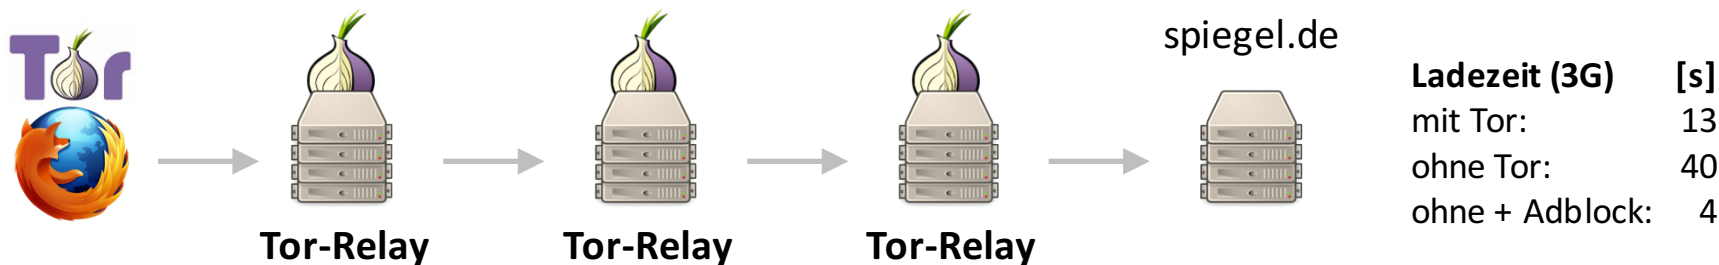 Tor
Tor-Relay
Tor-Relay
Tor-Relay
spiegel.de
Ladezeit (3G) [s]
mit Tor: 13
ohne Tor: 40
ohne + Adblock: 4